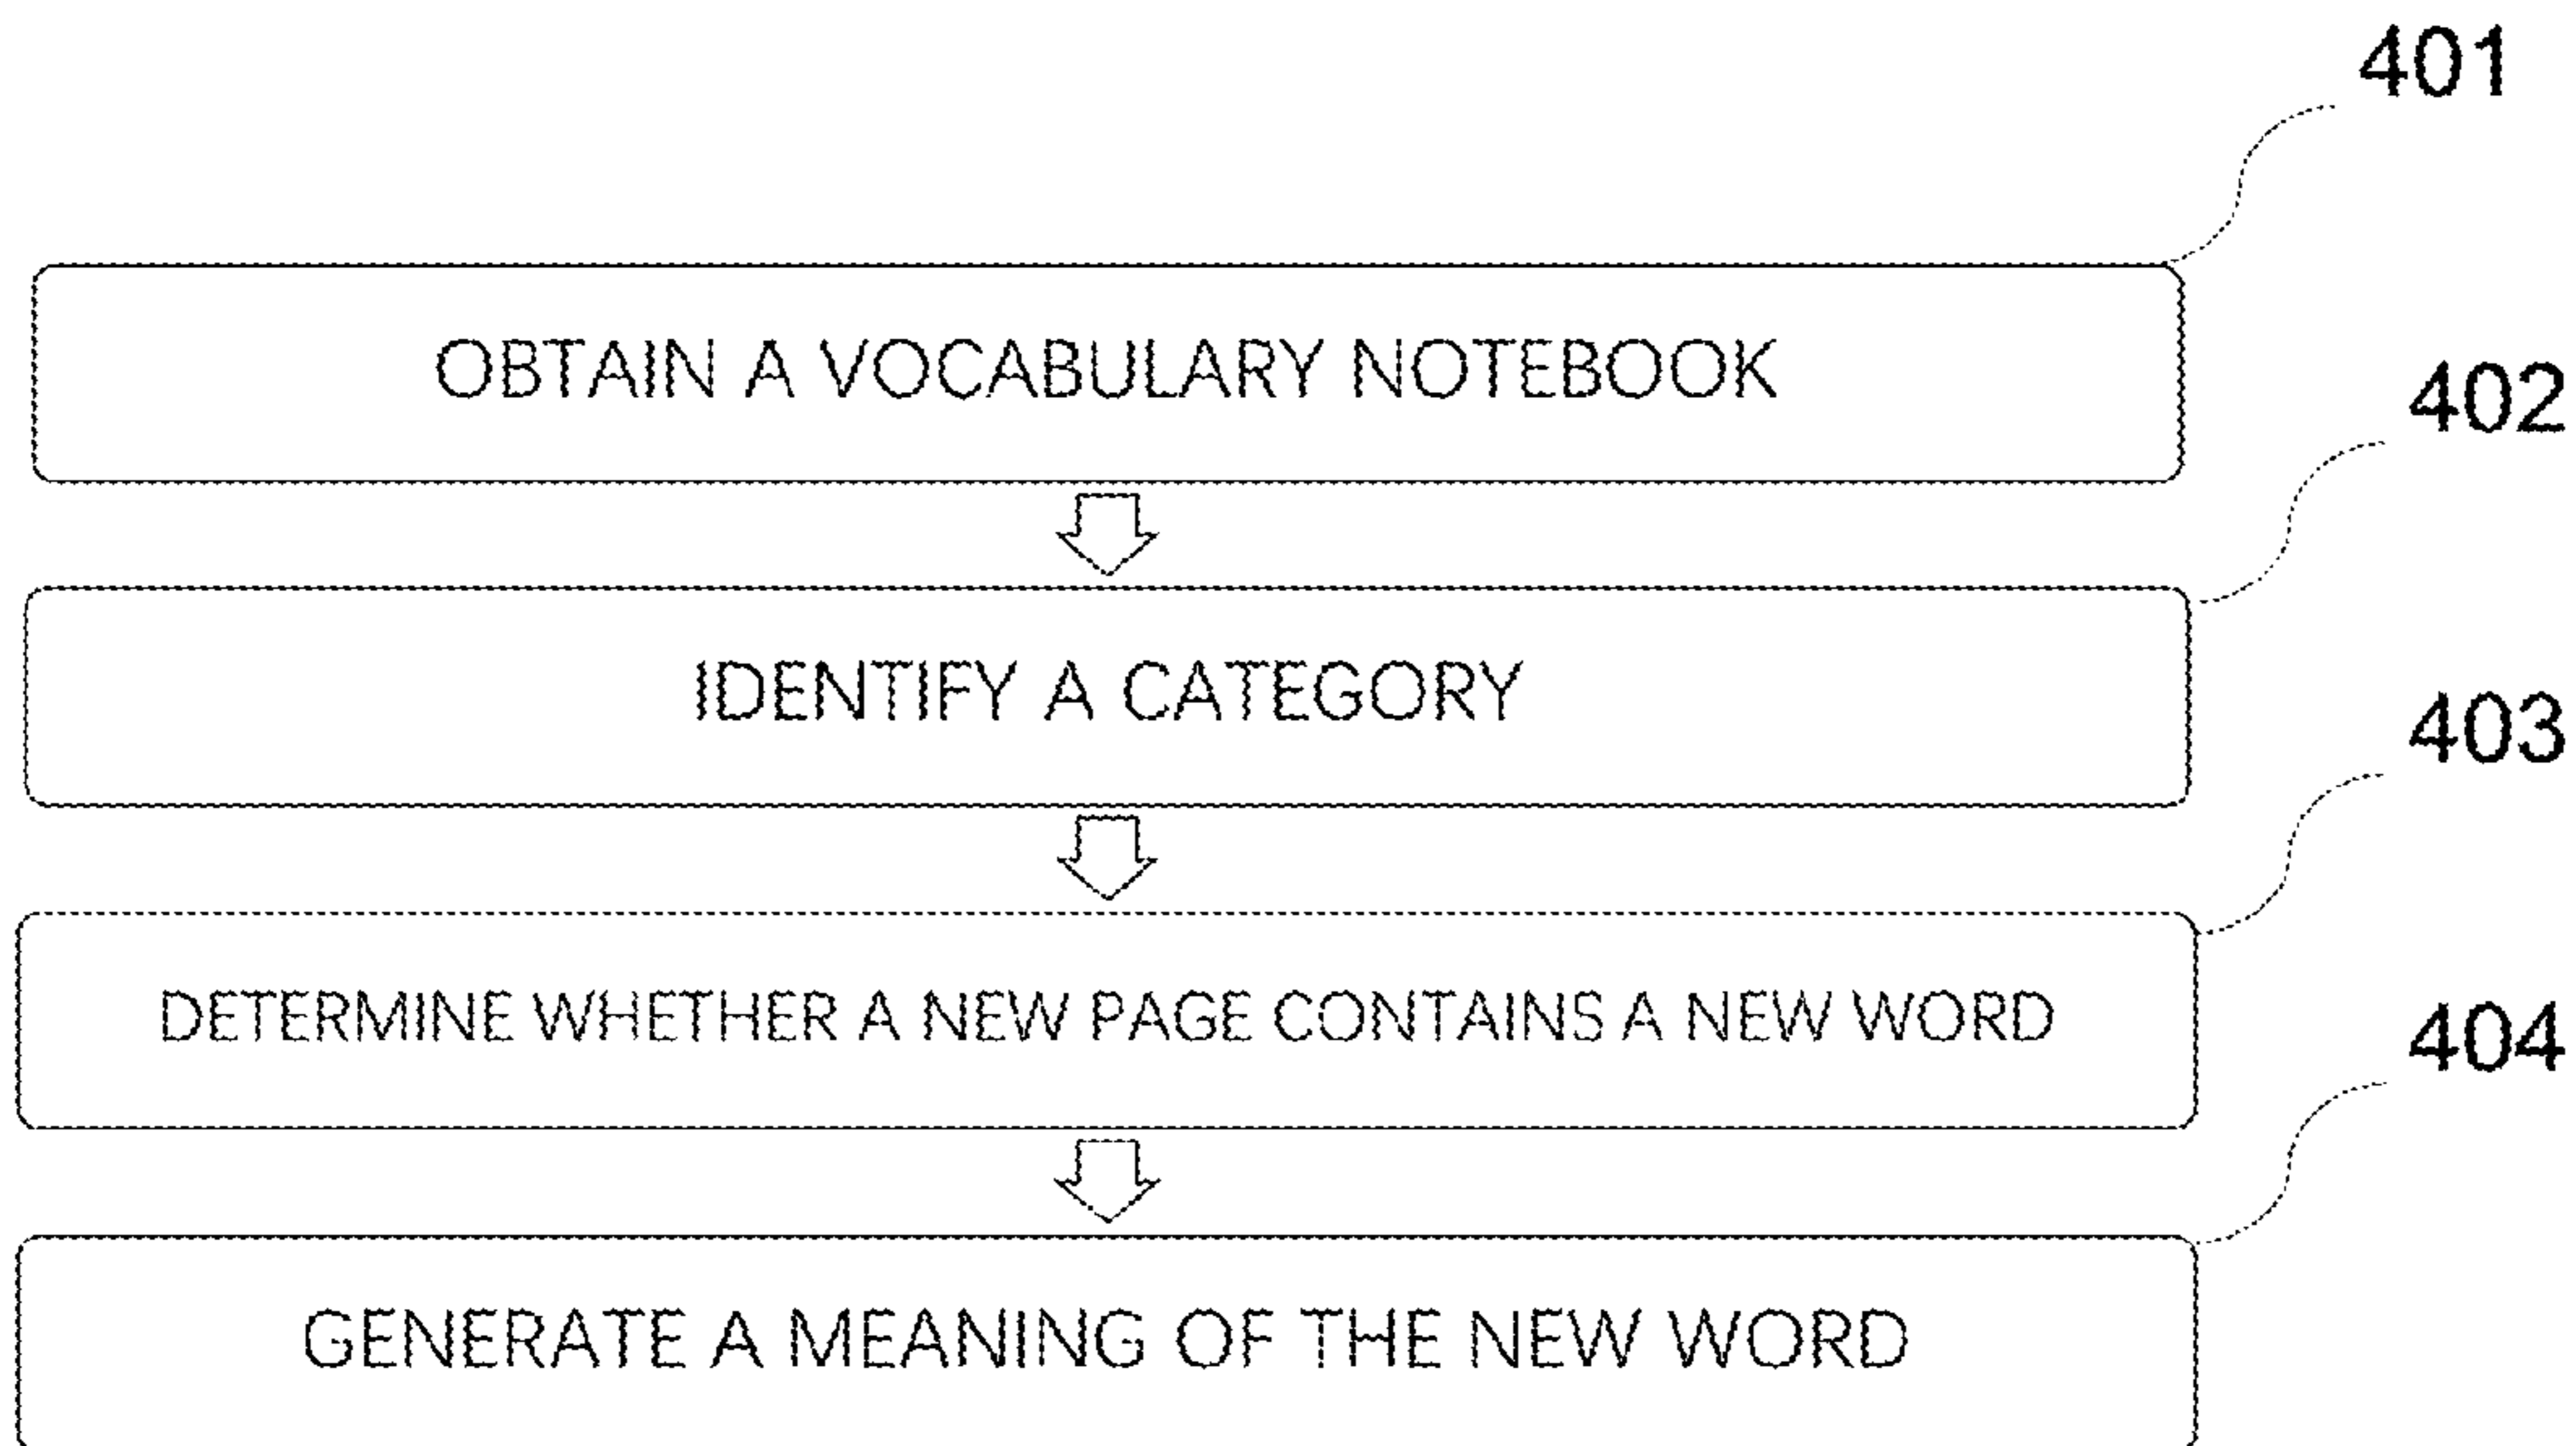 401
OBTAIN A VOCABULARY NOTEBOOK
402
IDENTIFY A CATEGORY
403
DETERMINE WHETHER A NEW PAGE CONTAINS A NEW WORD
404
GENERATE A MEANING OF THE NEW WORD